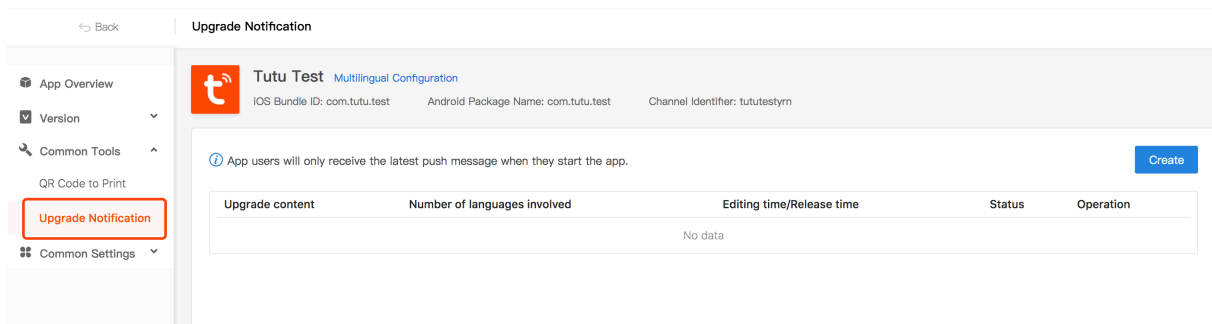 Back
Upgrade Notification
App Overview
Version
Common Tools
QR Code to Print
Upgrade Notification
Common Settings
Tutu Test Multilingual Configuration
iOS Bundle ID: com.tutu.test Android Package Name: com.tutu.test Channel Identifier: tututestyrn
App users will only receive the latest push message when they start the app.
Create
Upgrade content Number of languages involved Editing time/Release time Status Operation
No data